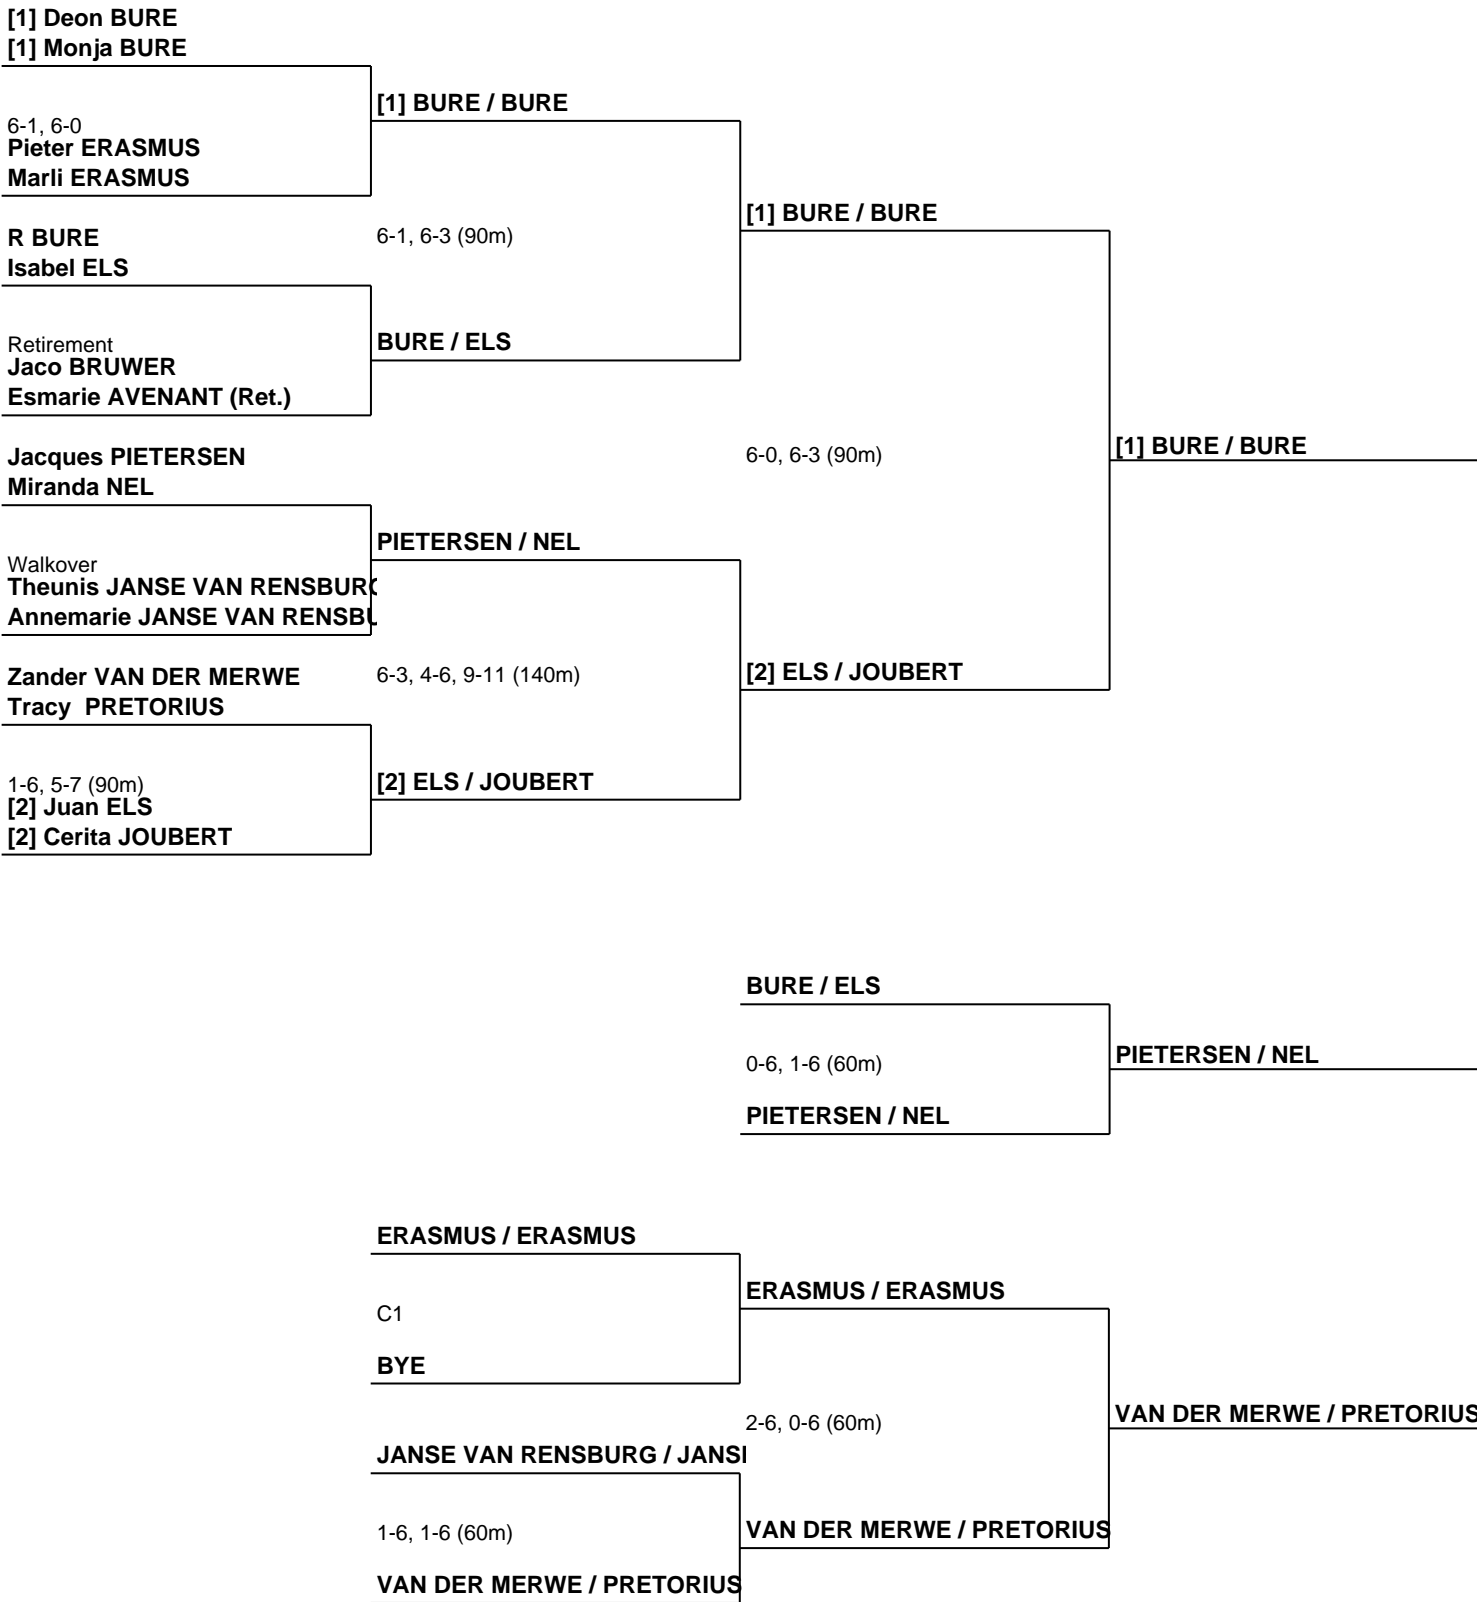 [1] Deon BURE
[1] Monja BURE
[1] BURE / BURE
6-1, 6-0
Pieter ERASMUS
Marli ERASMUS
[1] BURE / BURE
R BURE
6-1, 6-3 (90m)
Isabel ELS
Retirement
BURE / ELS
Jaco BRUWER
Esmarie AVENANT (Ret.)
[1] BURE / BURE
Jacques PIETERSEN
6-0, 6-3 (90m)
Miranda NEL
PIETERSEN / NEL
Walkover
Theunis JANSE VAN RENSBURG
Annemarie JANSE VAN RENSBU
Zander VAN DER MERWE
6-3, 4-6, 9-11 (140m)
[2] ELS / JOUBERT
Tracy  PRETORIUS
1-6, 5-7 (90m)
[2] ELS / JOUBERT
[2] Juan ELS
[2] Cerita JOUBERT
BURE / ELS
0-6, 1-6 (60m)
PIETERSEN / NEL
PIETERSEN / NEL
ERASMUS / ERASMUS
ERASMUS / ERASMUS
C1
BYE
2-6, 0-6 (60m)
VAN DER MERWE / PRETORIUS
JANSE VAN RENSBURG / JANS
1-6, 1-6 (60m)
VAN DER MERWE / PRETORIUS
VAN DER MERWE / PRETORIUS